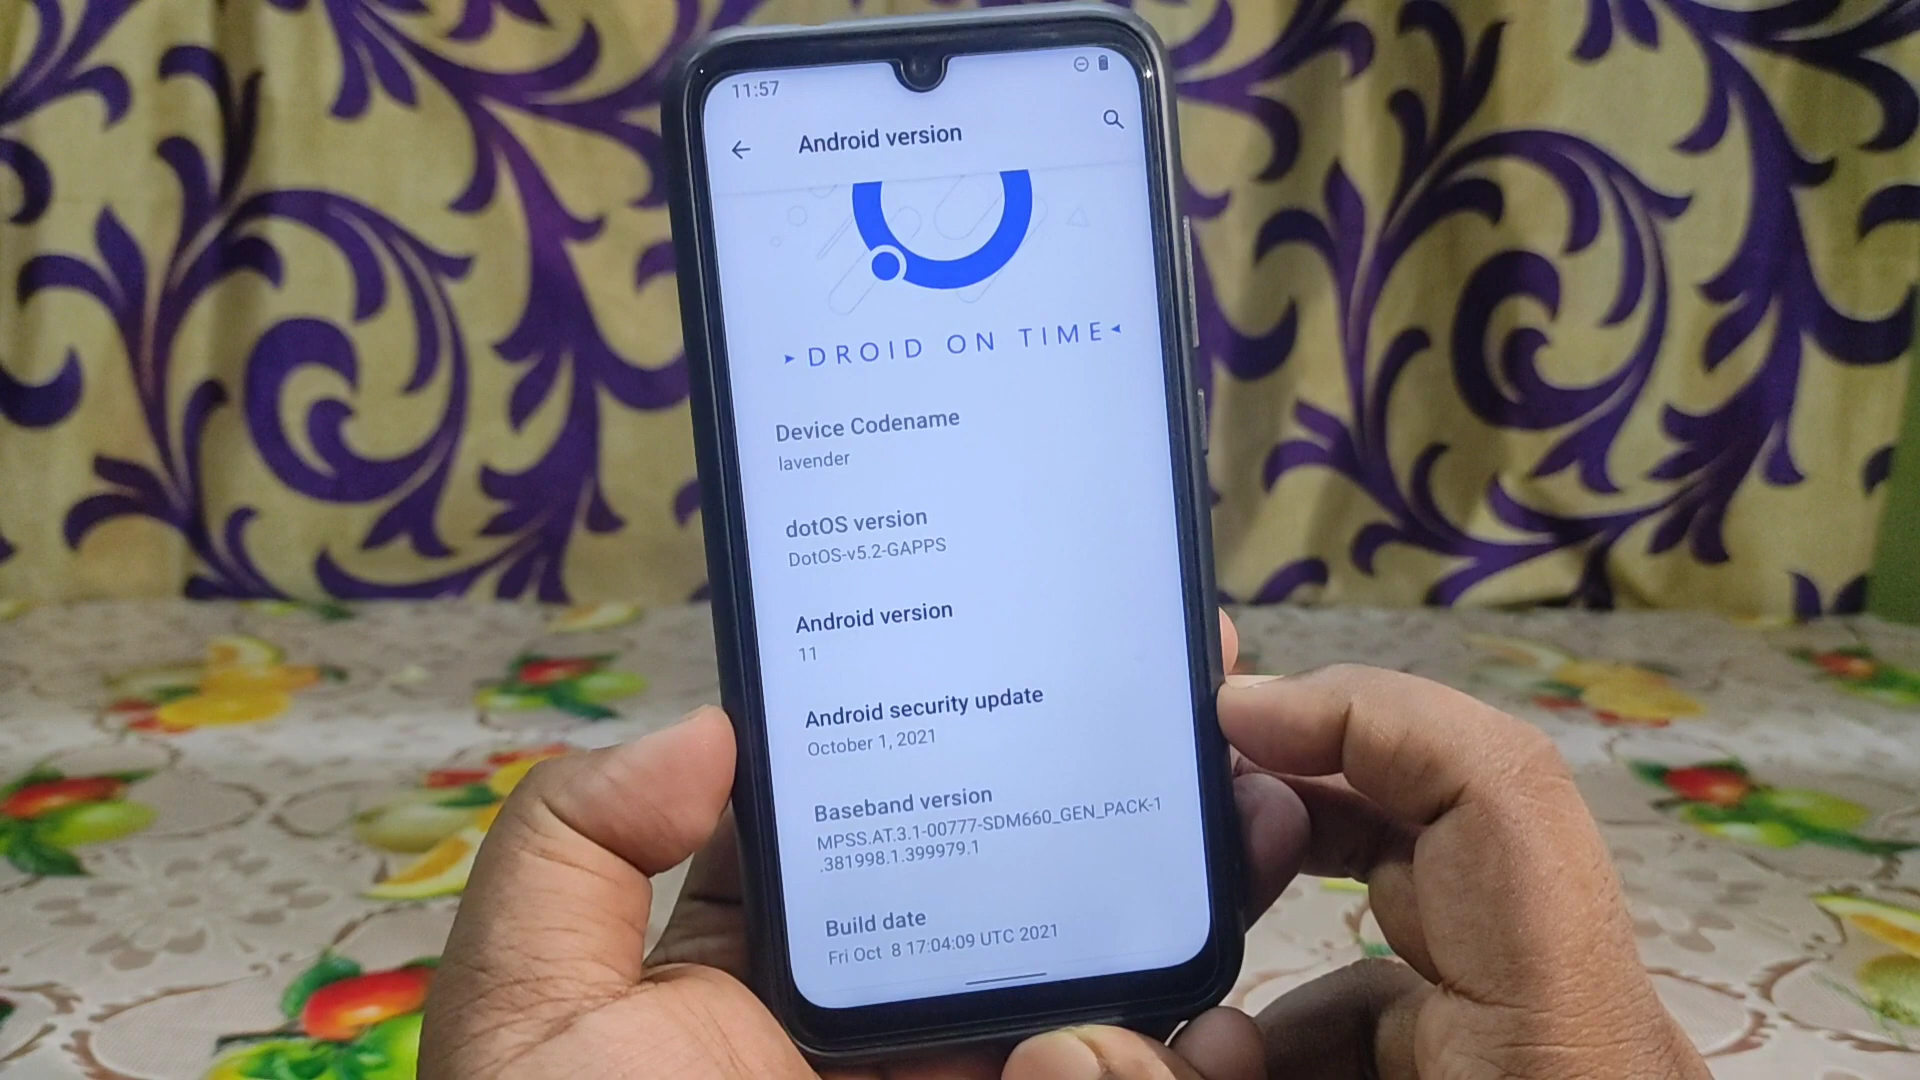 11:57
Android version
DROID ON TIME
Device Codename
lavender
dotOS version
DotOS-v5.2-GAPPS
Android version
11
Android security update
October 1, 2021
Baseband version
MPSS.AT.3.1-00777-SDM660_GEN_PACK-1
.381998.1.399979.1
Build date
Fri Oct  8 17:04:09 UTC 2021